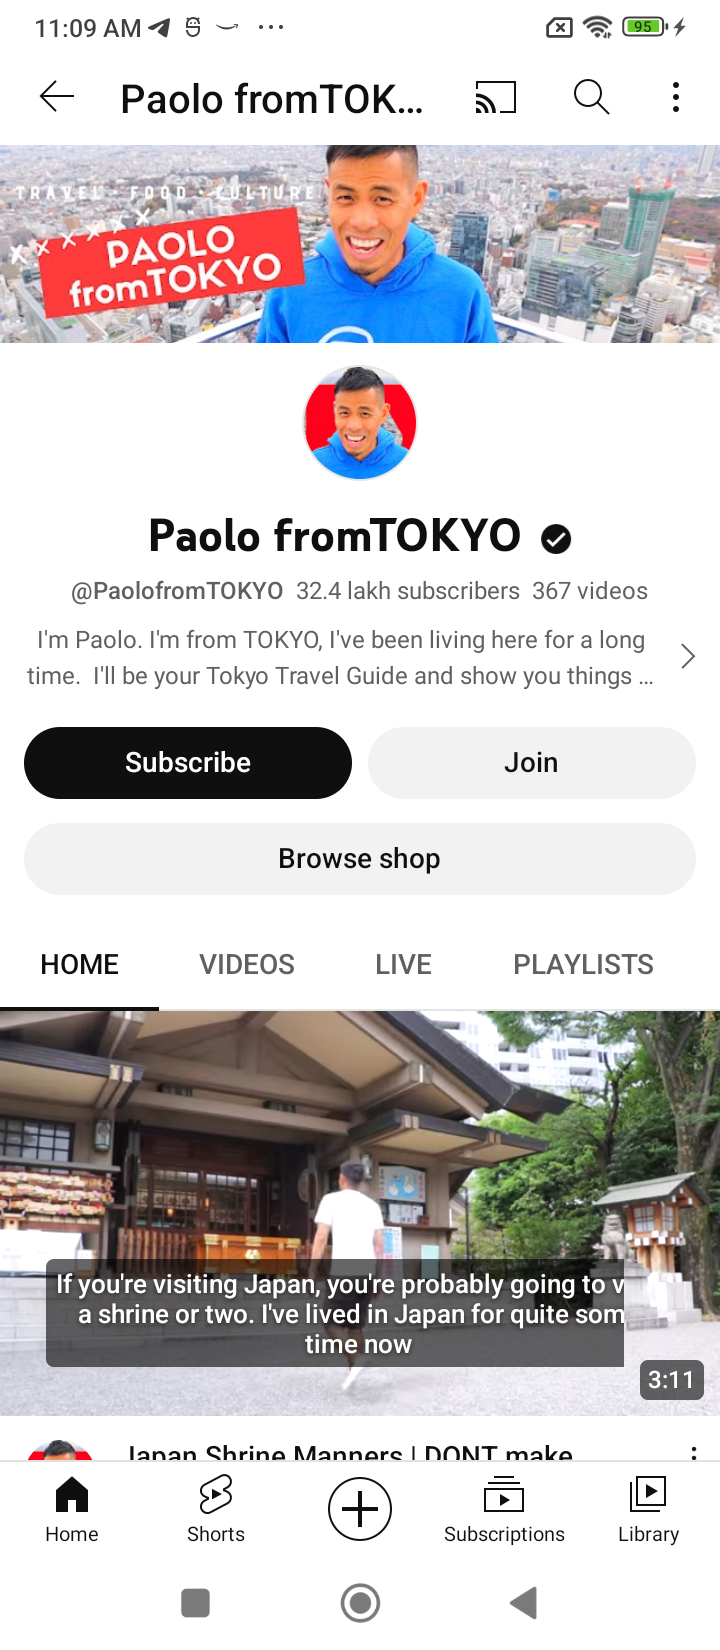 11:09 AM
95
Paolo fromTOK...
TRAVEL · FOOD · CULTURE
PAOLO
fromTOKYO
Paolo fromTOKYO
@PaolofromTOKYO 32.4 lakh subscribers 367 videos
I'm Paolo. I'm from TOKYO, I've been living here for a long
time. I'll be your Tokyo Travel Guide and show you things ...
Subscribe
Join
Browse shop
HOME
VIDEOS
LIVE
PLAYLISTS
If you're visiting Japan, you're probably going to v
a shrine or two. I've lived in Japan for quite som
time now
3:11
Japan Shrine Manners | DONT make
Home
Shorts
Subscriptions
Library